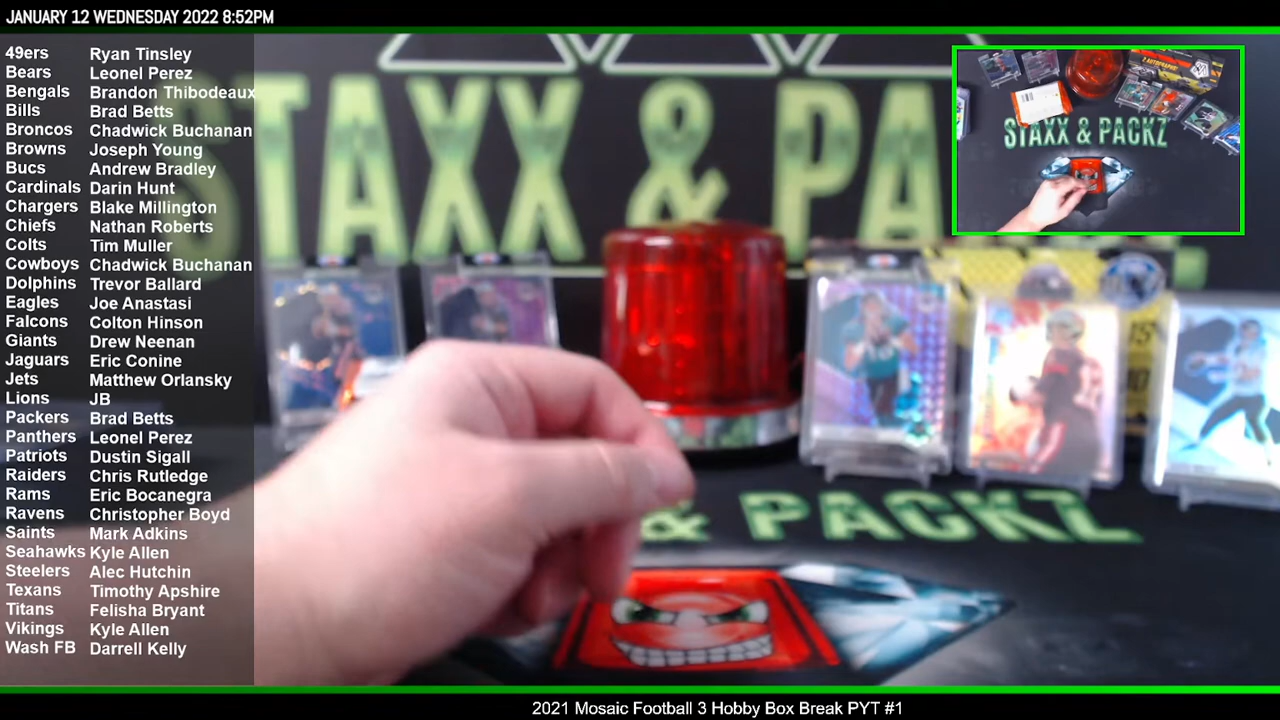 JANUARY 12 WEDNESDAY 2022 8:52PM
49ers Ryan Tinsley
Bears Leonel Perez
Bengals Brandon Thibodeaux
Bills Brad Betts
Broncos Chadwick Buchanan
Browns Joseph Young
Bucs Andrew Bradley
Cardinals Darin Hunt
Chargers Blake Millington
Chiefs Nathan Roberts
Colts Tim Muller
Cowboys Chadwick Buchanan
Dolphins Trevor Ballard
Eagles Joe Anastasi
Falcons Colton Hinson
Giants Drew Neenan
Jaguars Eric Conine
Jets Matthew Orlansky
Lions JB
Packers Brad Betts
Panthers Leonel Perez
Patriots Dustin Sigall
Raiders Chris Rutledge
Rams Eric Bocanegra
Ravens Christopher Boyd
Saints Mark Adkins
Seahawks Kyle Allen
Steelers Alec Hutchin
Texans Timothy Apshire
Titans Felisha Bryant
Vikings Kyle Allen
Wash FB Darrell Kelly
STAXX & PA
& PACKZ
2 AUTOGRAPHS
STAXX & PACKZ
2021 Mosaic Football 3 Hobby Box Break PYT #1